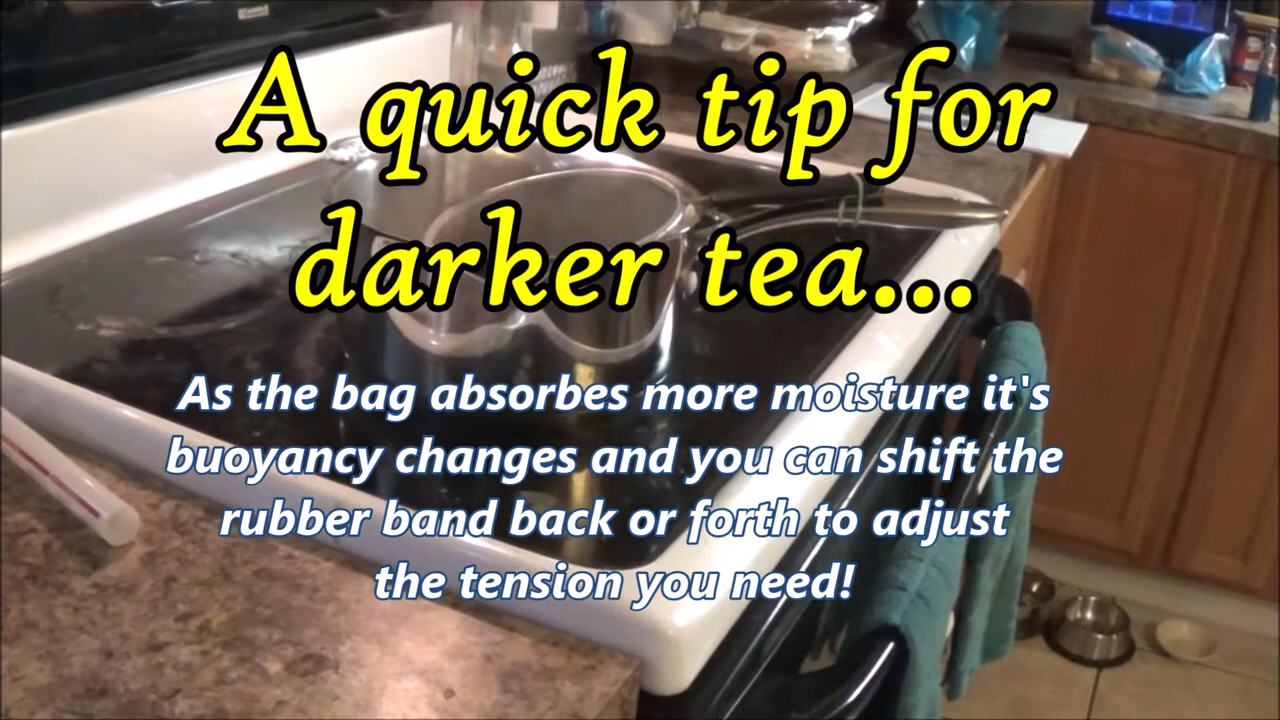 A quick tip for
darker tea...
As the bag absorbes more moisture it's
buoyancy changes and you can shift the
rubber band back or forth to adjust
the tension you need!